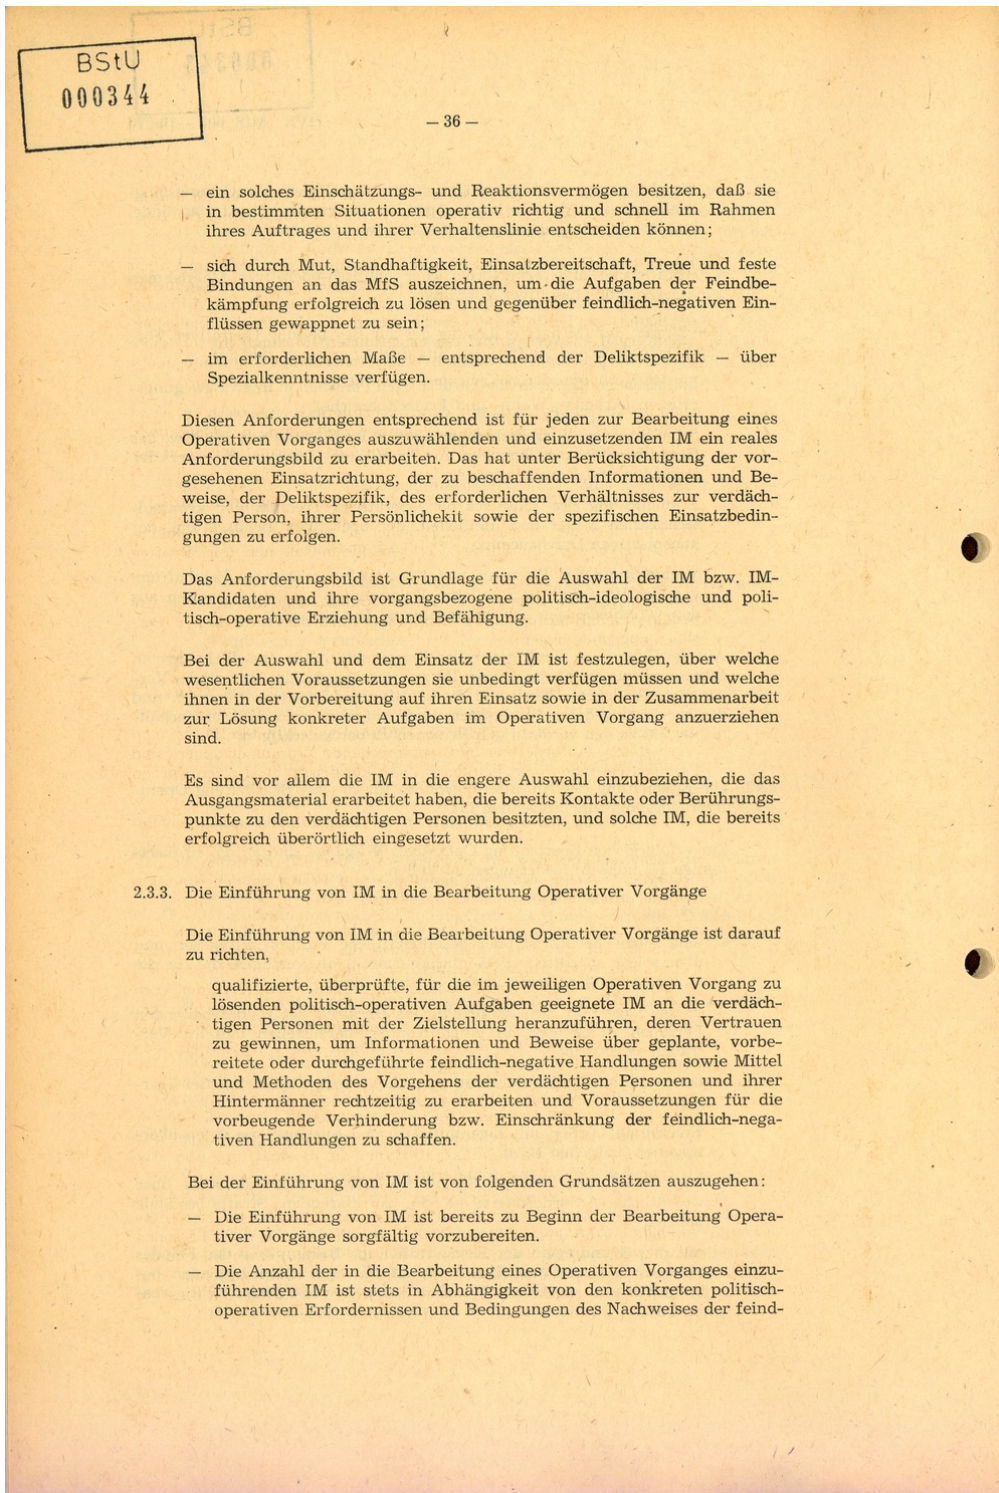 BStU
000344
— 36 —
— ein solches Einschätzungs- und Reaktionsvermögen besitzen, daß sie
in bestimmten Situationen operativ richtig und schnell im Rahmen
ihres Auftrages und ihrer Verhaltenslinie entscheiden können;
— sich durch Mut, Standhaftigkeit, Einsatzbereitschaft, Treue und feste
Bindungen an das MfS auszeichnen, um die Aufgaben der Feindbe-
kämpfung erfolgreich zu lösen und gegenüber feindlich-negativen Ein-
flüssen gewappnet zu sein;
— im erforderlichen Maße — entsprechend der Deliktspezifik — über
Spezialkenntnisse verfügen.
Diesen Anforderungen entsprechend ist für jeden zur Bearbeitung eines
Operativen Vorganges auszuwählenden und einzusetzenden IM ein reales
Anforderungsbild zu erarbeiten. Das hat unter Berücksichtigung der vor-
gesehenen Einsatzrichtung, der zu beschaffenden Informationen und Be-
weise, der Deliktspezifik, des erforderlichen Verhältnisses zur verdäch-
tigen Person, ihrer Persönlichekit sowie der spezifischen Einsatzbedin-
gungen zu erfolgen.
Das Anforderungsbild ist Grundlage für die Auswahl der IM bzw. IM-
Kandidaten und ihre vorgangsbezogene politisch-ideologische und poli-
tisch-operative Erziehung und Befähigung.
Bei der Auswahl und dem Einsatz der IM ist festzulegen, über welche
wesentlichen Voraussetzungen sie unbedingt verfügen müssen und welche
ihnen in der Vorbereitung auf ihren Einsatz sowie in der Zusammenarbeit
zur Lösung konkreter Aufgaben im Operativen Vorgang anzuerziehen
sind.
Es sind vor allem die IM in die engere Auswahl einzubeziehen, die das
Ausgangsmaterial erarbeitet haben, die bereits Kontakte oder Berührungs-
punkte zu den verdächtigen Personen besitzten, und solche IM, die bereits
erfolgreich überörtlich eingesetzt wurden.
2.3.3. Die Einführung von IM in die Bearbeitung Operativer Vorgänge
Die Einführung von IM in die Bearbeitung Operativer Vorgänge ist darauf
zu richten,
qualifizierte, überprüfte, für die im jeweiligen Operativen Vorgang zu
lösenden politisch-operativen Aufgaben geeignete IM an die verdäch-
tigen Personen mit der Zielstellung heranzuführen, deren Vertrauen
zu gewinnen, um Informationen und Beweise über geplante, vorbe-
reitete oder durchgeführte feindlich-negative Handlungen sowie Mittel
und Methoden des Vorgehens der verdächtigen Personen und ihrer
Hintermänner rechtzeitig zu erarbeiten und Voraussetzungen für die
vorbeugende Verhinderung bzw. Einschränkung der feindlich-nega-
tiven Handlungen zu schaffen.
Bei der Einführung von IM ist von folgenden Grundsätzen auszugehen:
— Die Einführung von IM ist bereits zu Beginn der Bearbeitung Opera-
tiver Vorgänge sorgfältig vorzubereiten.
— Die Anzahl der in die Bearbeitung eines Operativen Vorganges einzu-
führenden IM ist stets in Abhängigkeit von den konkreten politisch-
operativen Erfordernissen und Bedingungen des Nachweises der feind-